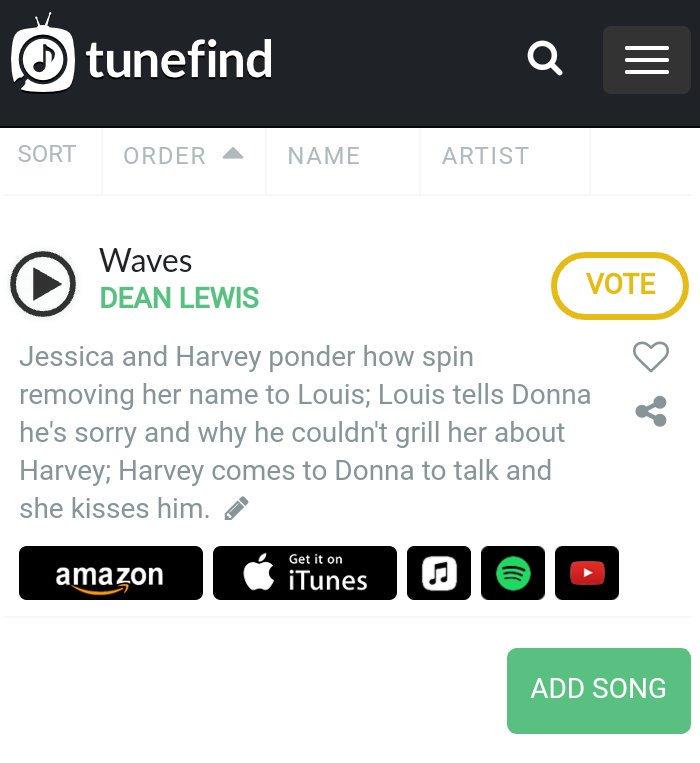 tunefind
SORT ORDER NAME ARTIST
Waves
DEAN LEWIS
VOTE
Jessica and Harvey ponder how spin
removing her name to Louis; Louis tells Donna
he's sorry and why he couldn't grill her about
Harvey; Harvey comes to Donna to talk and
she kisses him.
amazon
Get it on
iTunes
ADD SONG